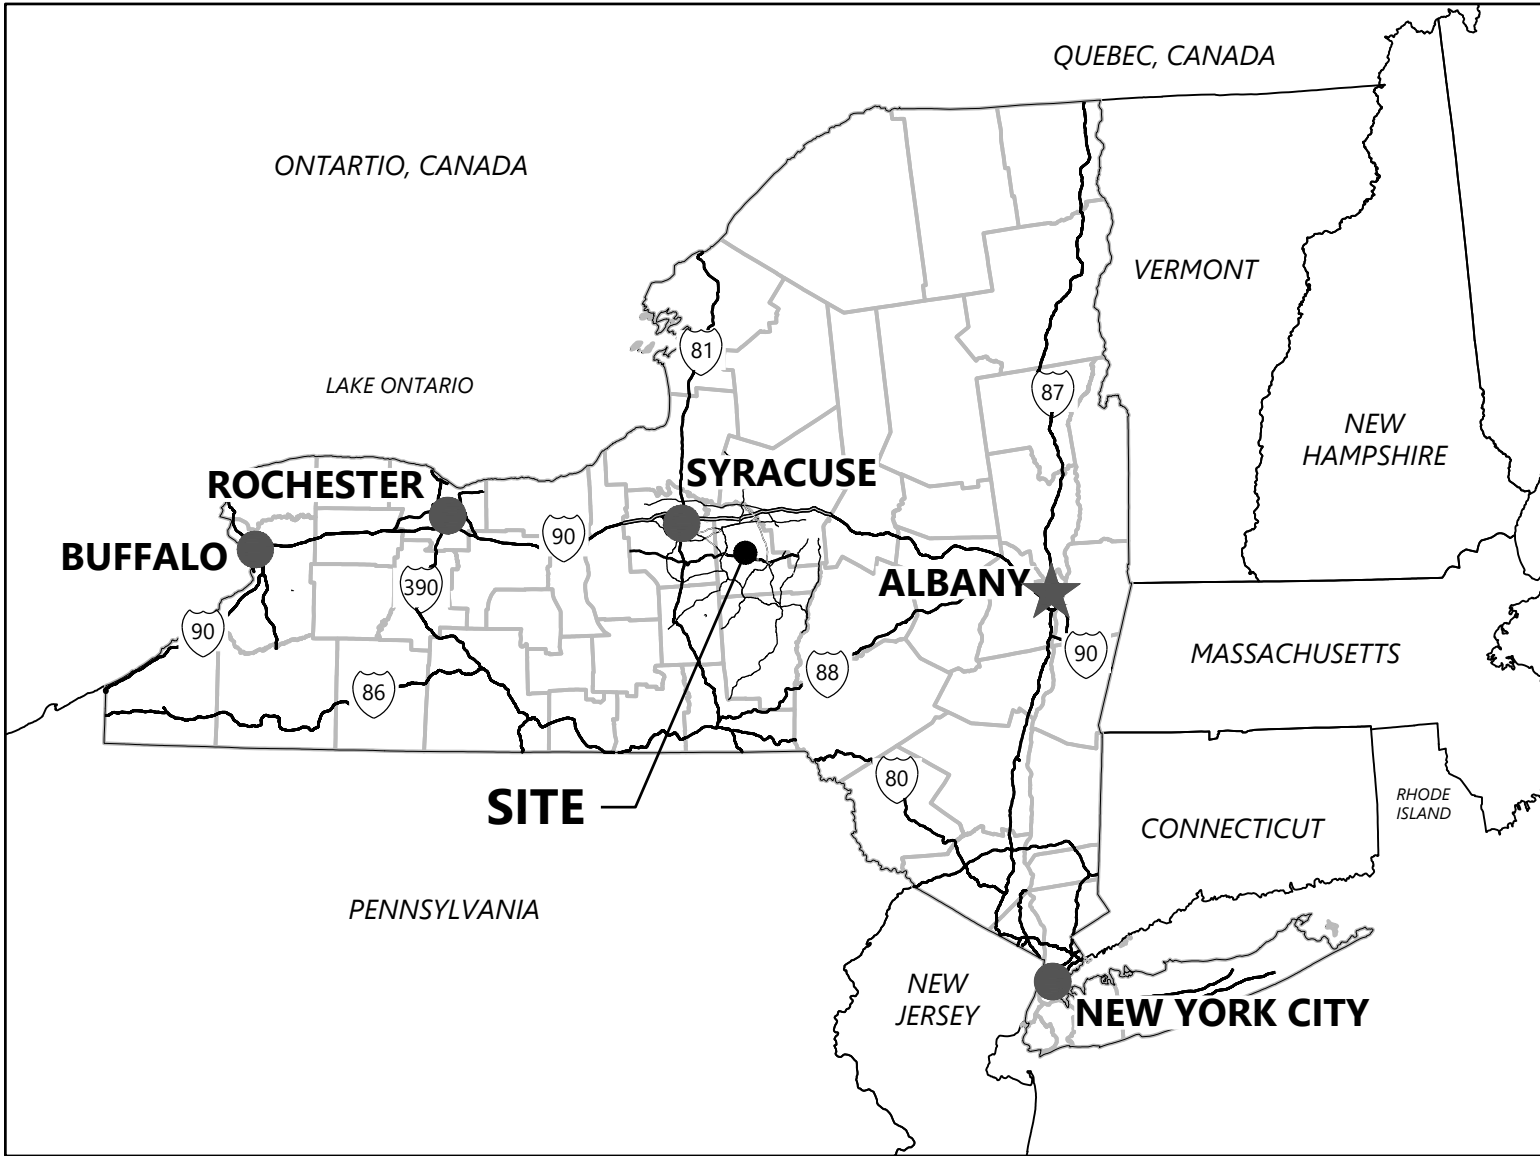 QUEBEC, CANADA
ONTARTIO, CANADA
VERMONT
81
LAKE ONTARIO
87
NEW
HAMPSHIRE
SYRACUSE
ROCHESTER
90
BUFFALO
390
ALBANY
90
90
MASSACHUSETTS
88
86
80
SITE
RHODE
ISLAND
CONNECTICUT
PENNSYLVANIA
NEW
JERSEY
NEW YORK CITY